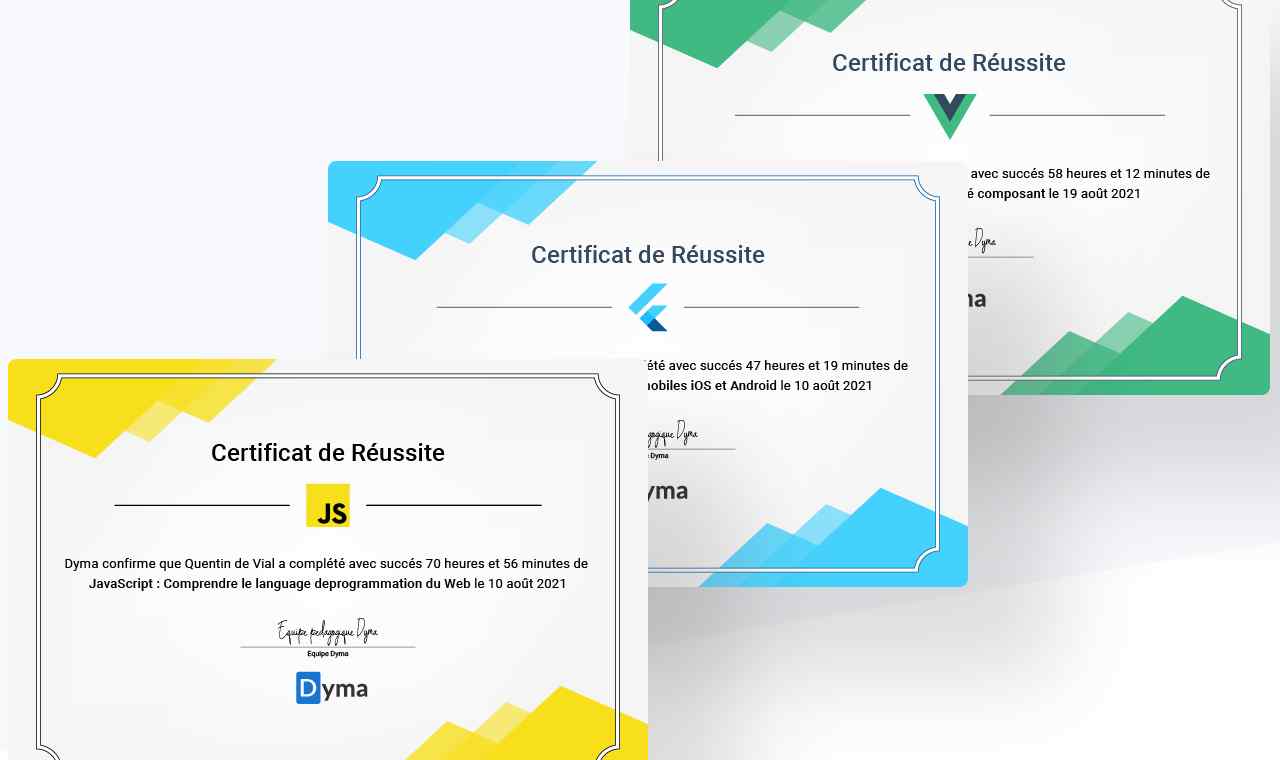 Certificat de Réussite
avec succés 58 heures et 12 minutes de
é composant le 19 août 2021
e Dyma
ma
Certificat de Réussite
été avec succés 47 heures et 19 minutes de
mobiles iOS et Android le 10 août 2021
agogique Dyma
e Dyma
yma
Certificat de Réussite
JS
Dyma confirme que Quentin de Vial a complété avec succés 70 heures et 56 minutes de
JavaScript : Comprendre le language deprogrammation du Web le 10 août 2021
Equipe pedagogique Dyma
Equipe Dyma
Dyma